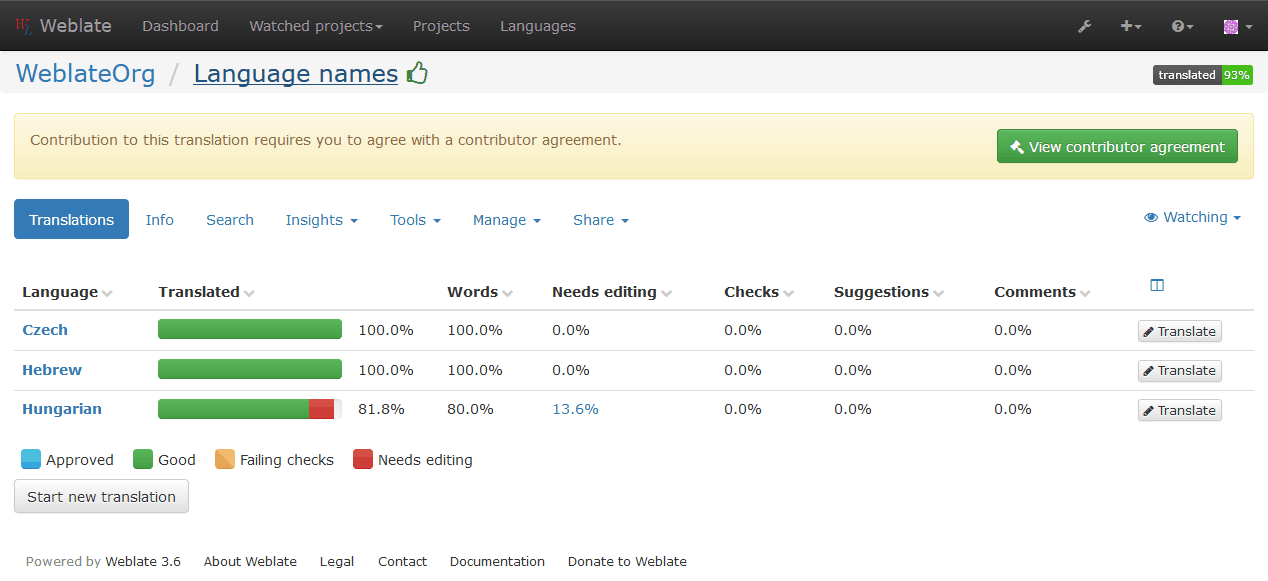 Weblate Dashboard Watched projects Projects Languages
WeblateOrg / Language names translated 93%
Contribution to this translation requires you to agree with a contributor agreement. View contributor agreement
Translations Info Search Insights Tools Manage Share Watching
Language Translated Words Needs editing Checks Suggestions Comments
Czech 100.0% 100.0% 0.0% 0.0% 0.0% 0.0% Translate
Hebrew 100.0% 100.0% 0.0% 0.0% 0.0% 0.0% Translate
Hungarian 81.8% 80.0% 13.6% 0.0% 0.0% 0.0% Translate
Approved Good Failing checks Needs editing
Start new translation
Powered by Weblate 3.6 About Weblate Legal Contact Documentation Donate to Weblate